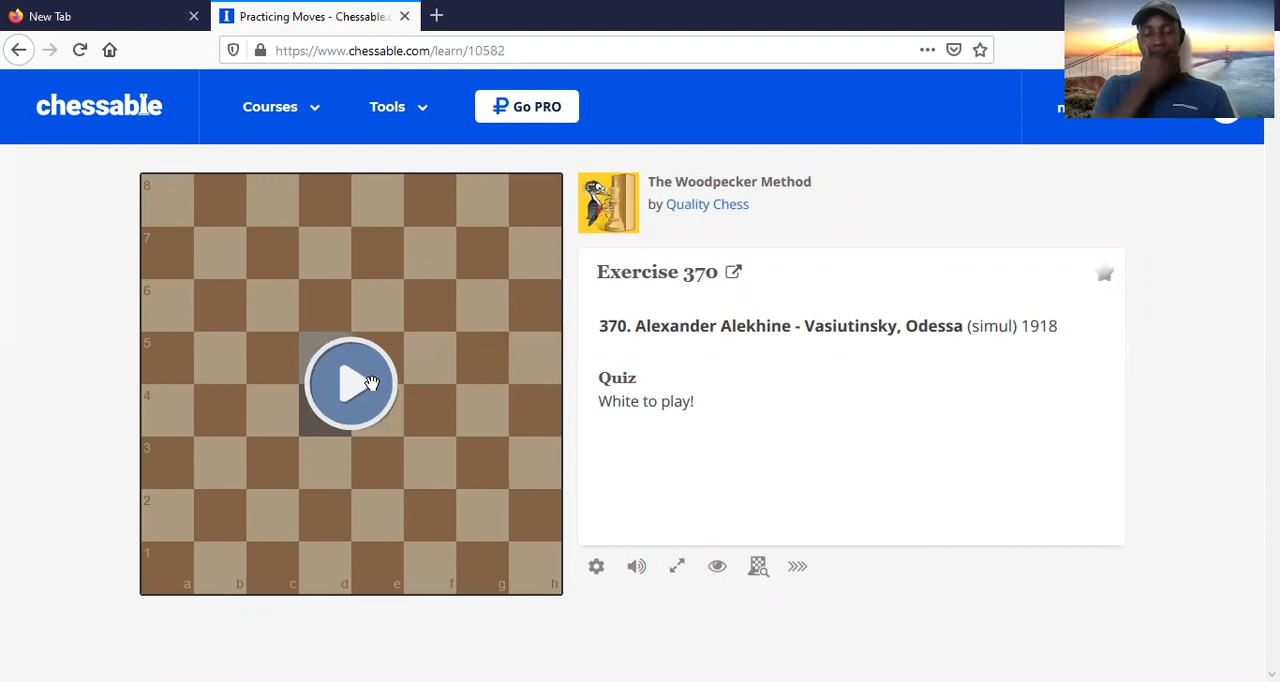 New Tab
Practicing Moves - Chessable.c
https://www.chessable.com/learn/10582
chessable
Courses
Tools
Go PRO
The Woodpecker Method
by Quality Chess
Exercise 370
370. Alexander Alekhine - Vasiutinsky, Odessa (simul) 1918
Quiz
White to play!
8
7
6
5
4
3
2
1
a b c d e f g h